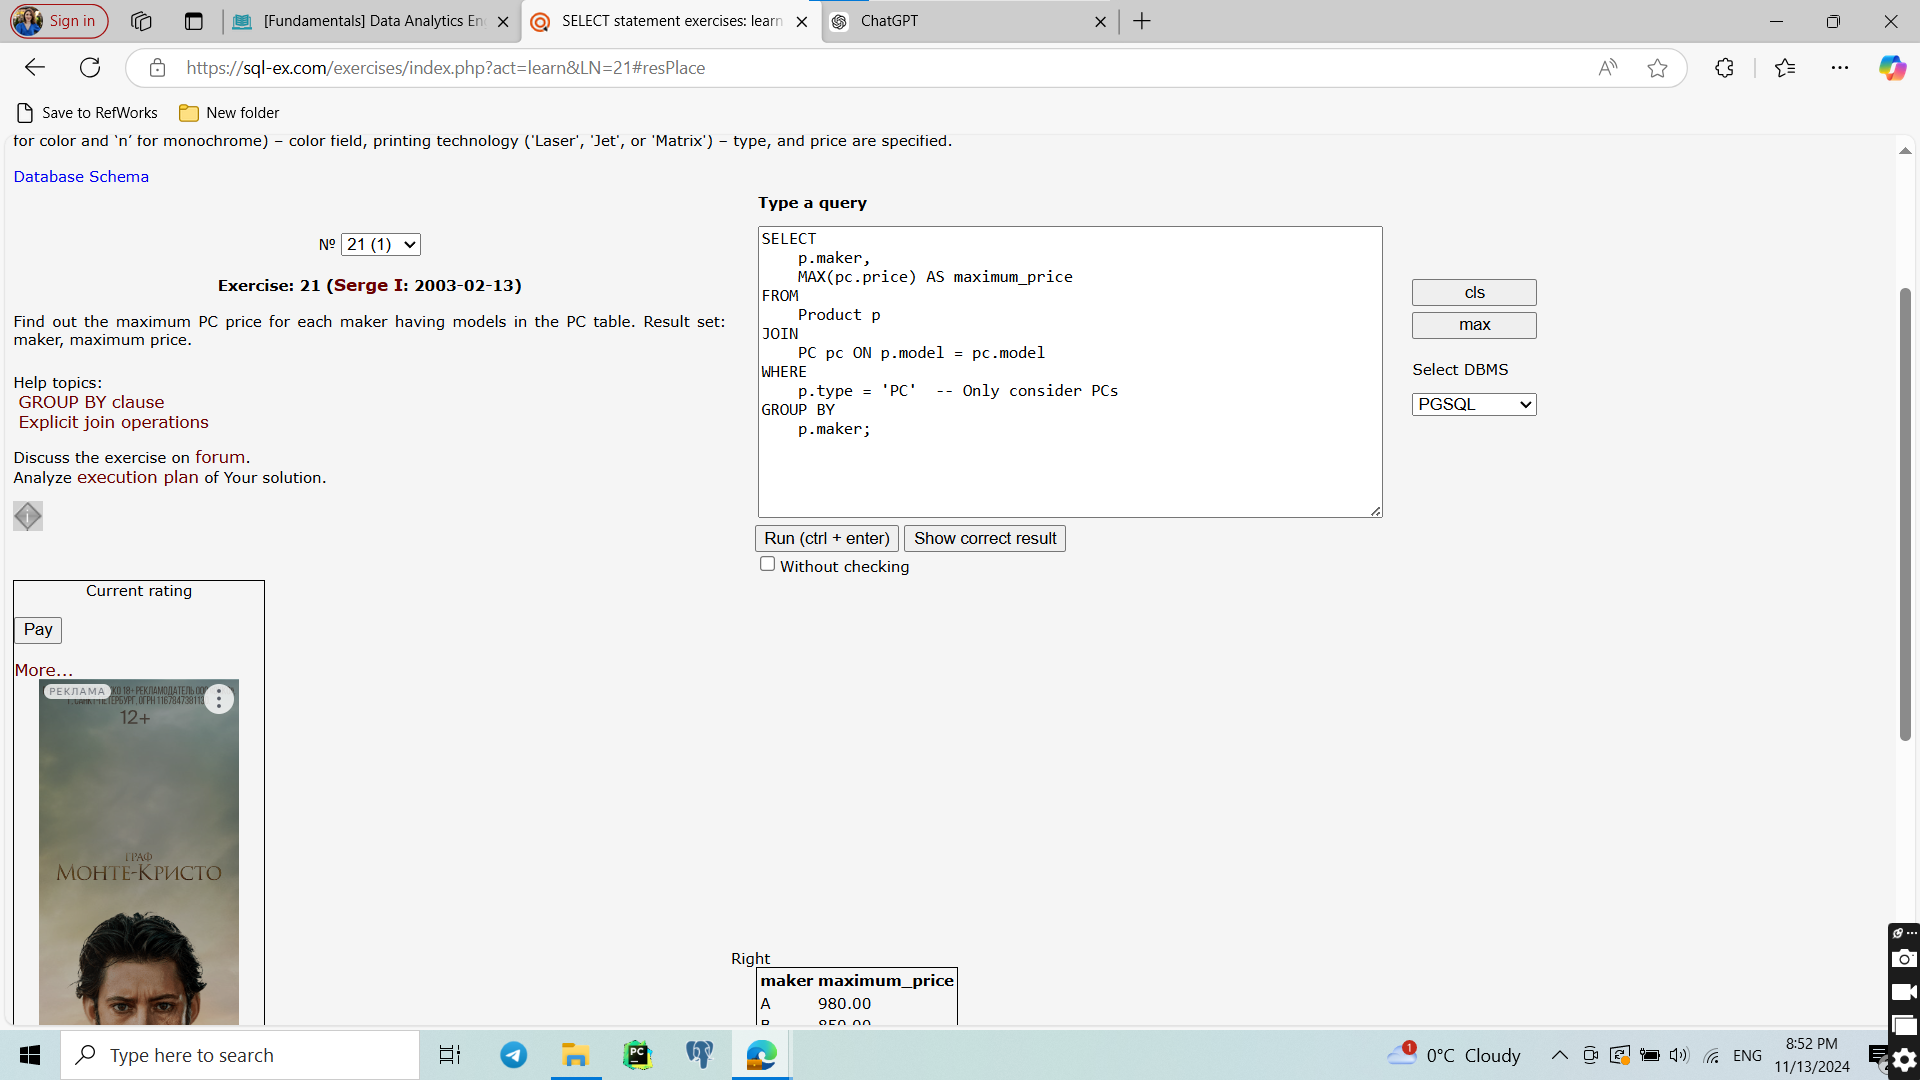 Sign in
[Fundamentals] Data Analytics En
SELECT statement exercises: learn
ChatGPT
https://sql-ex.com/exercises/index.php?act=learn&LN=21#resPlace
Save to RefWorks
New folder
for color and 'n' for monochrome) – color field, printing technology ('Laser', 'Jet', or 'Matrix') – type, and price are specified.
Database Schema
Type a query
№ 21 (1)
Exercise: 21 (Serge I: 2003-02-13)
Find out the maximum PC price for each maker having models in the PC table. Result set:
maker, maximum price.
Help topics:
GROUP BY clause
Explicit join operations
Discuss the exercise on forum.
Analyze execution plan of Your solution.
SELECT
p.maker,
MAX(pc.price) AS maximum_price
FROM
Product p
JOIN
PC pc ON p.model = pc.model
WHERE
p.type = 'PC'  -- Only consider PCs
GROUP BY
p.maker;
cls
max
Select DBMS
PGSQL
Run (ctrl + enter)
Show correct result
Without checking
Current rating
Pay
More...
РЕКЛАМА
12+
ГРАФ
МОНТЕ-КРИСТО
Right
maker maximum_price
A 980.00
B 850.00
Type here to search
PC
1
0°C Cloudy
ENG
8:52 PM
11/13/2024